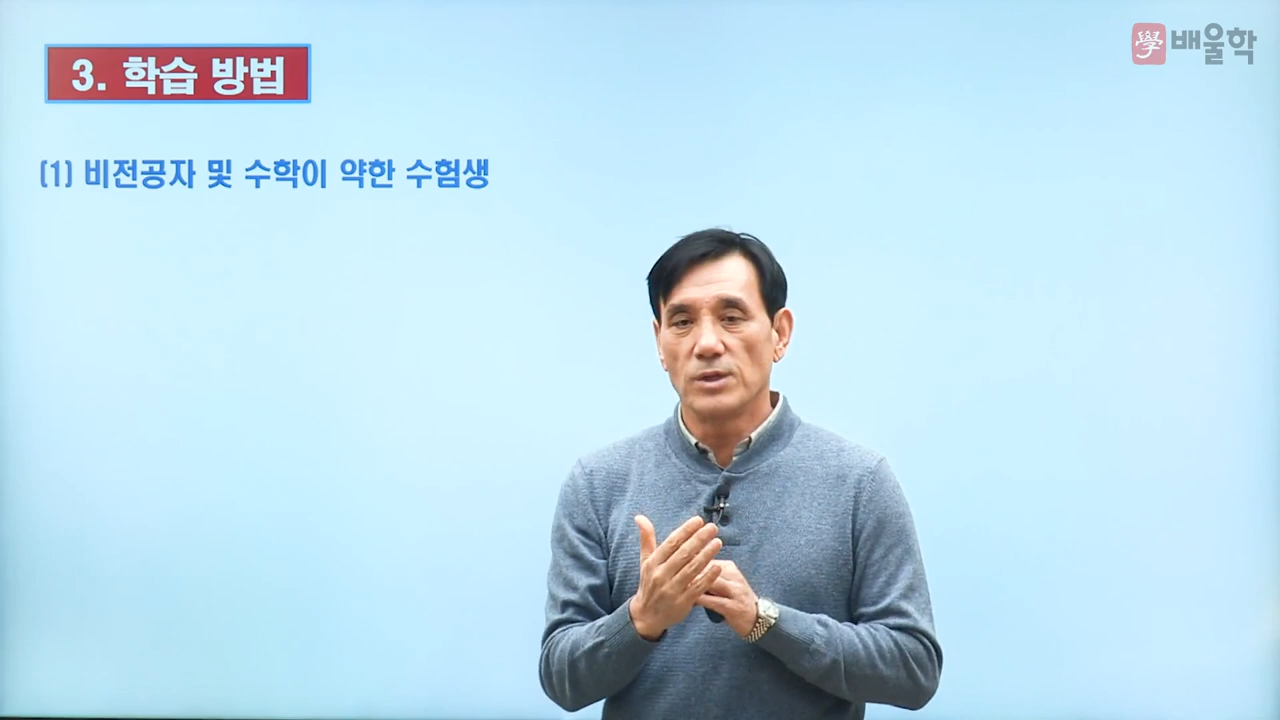 3. 학습 방법
學 배울학
(1) 비전공자 및 수학이 약한 수험생